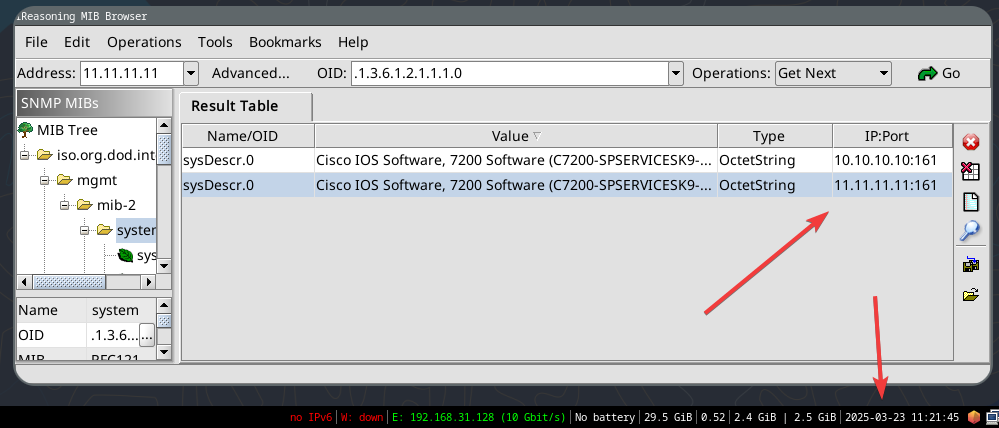 iReasoning MIB Browser
File Edit Operations Tools Bookmarks Help
Address: 11.11.11.11 Advanced... OID: .1.3.6.1.2.1.1.1.0 Operations: Get Next Go
SNMP MIBs
MIB Tree
iso.org.dod.int
mgmt
mib-2
system
sys
Name system
OID .1.3.6... ...
MIB RFC121
Result Table
Name/OID Value Type IP:Port
sysDescr.0 Cisco IOS Software, 7200 Software (C7200-SPSERVICESK9-... OctetString 10.10.10.10:161
sysDescr.0 Cisco IOS Software, 7200 Software (C7200-SPSERVICESK9-... OctetString 11.11.11.11:161
no IPv6|W: down|E: 192.168.31.128 (10 Gbit/s)|No battery|29.5 GiB|0.52|2.4 GiB | 2.5 GiB|2025-03-23 11:21:45